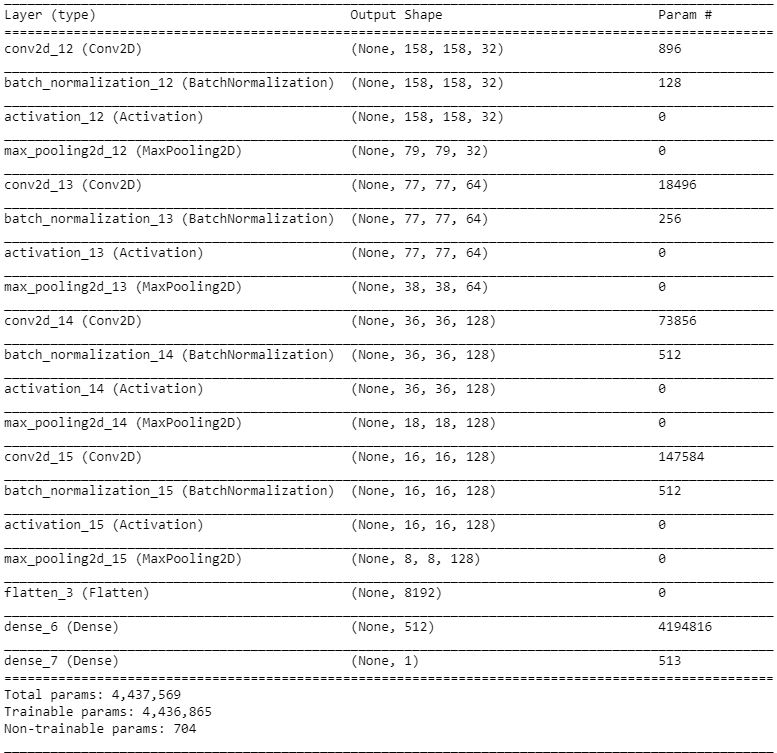 Layer (type) Output Shape Param #
conv2d_12 (Conv2D) (None, 158, 158, 32) 896
batch_normalization_12 (BatchNormalization) (None, 158, 158, 32) 128
activation_12 (Activation) (None, 158, 158, 32) 0
max_pooling2d_12 (MaxPooling2D) (None, 79, 79, 32) 0
conv2d_13 (Conv2D) (None, 77, 77, 64) 18496
batch_normalization_13 (BatchNormalization) (None, 77, 77, 64) 256
activation_13 (Activation) (None, 77, 77, 64) 0
max_pooling2d_13 (MaxPooling2D) (None, 38, 38, 64) 0
conv2d_14 (Conv2D) (None, 36, 36, 128) 73856
batch_normalization_14 (BatchNormalization) (None, 36, 36, 128) 512
activation_14 (Activation) (None, 36, 36, 128) 0
max_pooling2d_14 (MaxPooling2D) (None, 18, 18, 128) 0
conv2d_15 (Conv2D) (None, 16, 16, 128) 147584
batch_normalization_15 (BatchNormalization) (None, 16, 16, 128) 512
activation_15 (Activation) (None, 16, 16, 128) 0
max_pooling2d_15 (MaxPooling2D) (None, 8, 8, 128) 0
flatten_3 (Flatten) (None, 8192) 0
dense_6 (Dense) (None, 512) 4194816
dense_7 (Dense) (None, 1) 513
Total params: 4,437,569
Trainable params: 4,436,865
Non-trainable params: 704